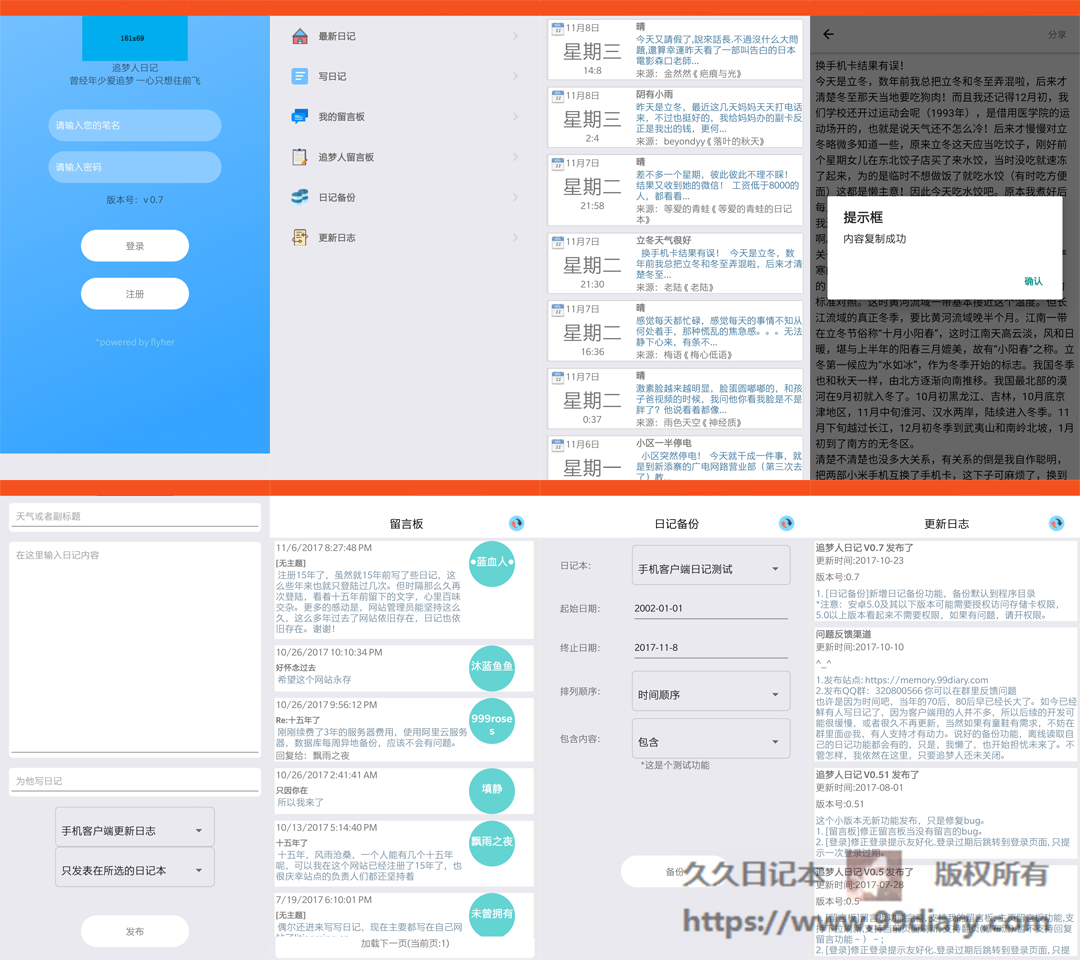 161x69
追梦人日记
曾经年少爱追梦 一心只想往前飞
请输入您的笔名
请输入密码
版本号：v 0.7
登录
注册
*powered by flyher
最新日记
写日记
我的留言板
追梦人留言板
日记备份
更新日志
11月8日
星期三
14:8
晴
今天又請假了,說來話長.不過沒什么大問
題,還算幸運昨天看了一部叫告白的日本
電影森口老師...
来源：金然然《疤痕与光》
11月8日
星期三
2:4
阴有小雨
昨天是立冬，最近这几天妈妈天天打电话
来，不过也挺好的，我给妈妈办的副卡反
正是我出的钱，更何...
来源：beyondyy《落叶的秋天》
11月7日
星期二
21:58
晴
差不多一个星期，彼此彼此不理不睬！
结果又收到她的微信！ 工资低于8000的
人，都看看...
来源：等爱的青蛙《等爱的青蛙的日记
本》
11月7日
星期二
21:30
立冬天气很好
换手机卡结果有误！ 今天是立冬，数
年前我总把立冬和冬至弄混啦，后来才清
楚冬至...
来源：老陆《老陆》
11月7日
星期二
16:36
晴
感觉每天都忙碌，感觉每天的事情不知从
何处着手，那种慌乱的焦急感。。。无法
静下心来，有条不...
来源：梅语《梅心低语》
11月7日
星期二
0:37
晴
激素脸越来越明显，脸蛋圆嘟嘟的，和孩
子爸视频的时候，我问他你看我脸是不是
胖了？他说看着都像...
来源：雨色天空《神经质》
11月6日
星期一
小区一半停电
小区突然停电！ 今天就干成一件事，就
是到新添寨的广电网路营业部（第三次去
了）教...
分享
换手机卡结果有误！
今天是立冬，数年前我总把立冬和冬至弄混啦，后来才
清楚冬至那天当地要吃狗肉！而且我还记得12月初，我
们学校还开过运动会呢（1993年），是借用医学院的运
动场开的，也就是说天气还不怎么冷！后来才慢慢对立
冬略微多知道一些，原来立冬这天应当吃饺子，刚好前
个星期女儿在东北饺子店买了来水饺，当时没吃就速冻
了起来，为的是临时不想做饭了就吃水饺（有时吃方便
面）这都是懒主意！因此今天吃水饺吧。原本我煮好后
提示框
内容复制成功
确认
标准对照。这时黄河流域一带基本接近这个温度。但长
江流域的真正冬季，要比黄河流域晚半个月。江南一带
在立冬节俗称“十月小阳春”，这时江南天高云淡，风和日
暖，堪与上半年的阳春三月媲美，故有“小阳春”之称。立
冬第一候应为“水如冰”，作为冬季开始的标志。我国冬季
也和秋天一样，由北方逐渐向南推移。我国最北部的漠
河在9月初就入冬了。10月初黑龙江、吉林，10月底京
津地区，11月中旬淮河、汉水两岸，陆续进入冬季。11
月下旬越过长江，12月初冬季到武夷山和南岭北坡，1月
初到了南方的无冬区。
清楚不清楚也没多大关系，有关系的倒是我自作聪明，
把两部小米手机互换了手机卡，这下子可麻烦了，换到
天气或者副标题
在这里输入日记内容
为他写日记
手机客户端更新日志
只发表在所选的日记本
发布
留言板
11/6/2017 8:27:48 PM
[无主题]
注册15年了，虽然就15年前写了些日记，这
么些年来也就只登陆过几次。但时隔那么久再
次登陆，看着十五年前留下的文字，心里百味
交杂。更多的感动是，网站管理员能坚持这么
久，这么多年过去了网站依旧存在，日记也依
旧存在。谢谢！
●蓝血人●
10/26/2017 10:10:34 PM
好怀念过去
希望这个网站永存
沐蓝鱼鱼
10/26/2017 9:56:12 PM
Re:十五年了
刚刚续费了3年的服务器费用，使用阿里云服务
器，数据库每周异地备份，应该不会有问题。
回复给：飘雨之夜
999rose
s
10/26/2017 2:41:41 AM
只因你在
所以我来了
填静
10/13/2017 5:14:40 PM
十五年了
十五年，风雨沧桑，一个人能有几个十五年
呢，可以我在这个网站已经注册了15年了，也
很庆幸站点的负责人们都还坚持着
飘雨之夜
7/19/2017 6:10:01 PM
[无主题]
偶尔还进来写写日记，现在主要都写在自己网
未曾拥有
加载下一页(当前页:1)
日记备份
日记本：
手机客户端日记测试
起始日期：
2002-01-01
终止日期：
2017-11-8
排列顺序：
时间顺序
包含内容：
包含
*这是个测试功能
备份
更新日志
追梦人日记 V0.7 发布了
更新时间:2017-10-23
版本号:0.7
1. [日记备份]新增日记备份功能，备份默认到程序目录
*注意：安卓5.0及其以下版本可能需要授权访问存储卡权限，
5.0以上版本看起来不需要权限，如果有问题，请开权限。
问题反馈渠道
更新时间:2017-10-10
^_^
1.发布站点: https://memory.99diary.com
2.发布QQ群：320800566 你可以在群里反馈问题
也许是因为时间吧，当年的70后，80后早已经长大了。如今已经
鲜有人写日记了，因为客户端用的人并不多，所以后续的开发可
能很缓慢，或者很久不再更新，当然如果有童鞋有需求，不妨在
群里面@我，有人支持才有动力。说好的备份功能，离线读取自
己的日记功能都会有的，只是，我懒了，也开始担忧未来了。不
管怎样，我依然在这里，只要追梦人还未关闭。
追梦人日记 V0.51 发布了
更新时间:2017-08-01
版本号:0.51
这个小版本无新功能发布，只是修复bug。
1. [留言板]修正留言板当没有留言的bug。
2. [登录]修正登录提示友好化.登录过期后跳转到登录页面, 只提
示一次登录过期。
追梦人日记 V0.5 发布了
更新时间:2017-07-28
版本号:0.5
留言功能－）－；
2. [登录]修正登录提示友好化.登录过期后跳转到登录页面, 只提
久久日记本 版权所有